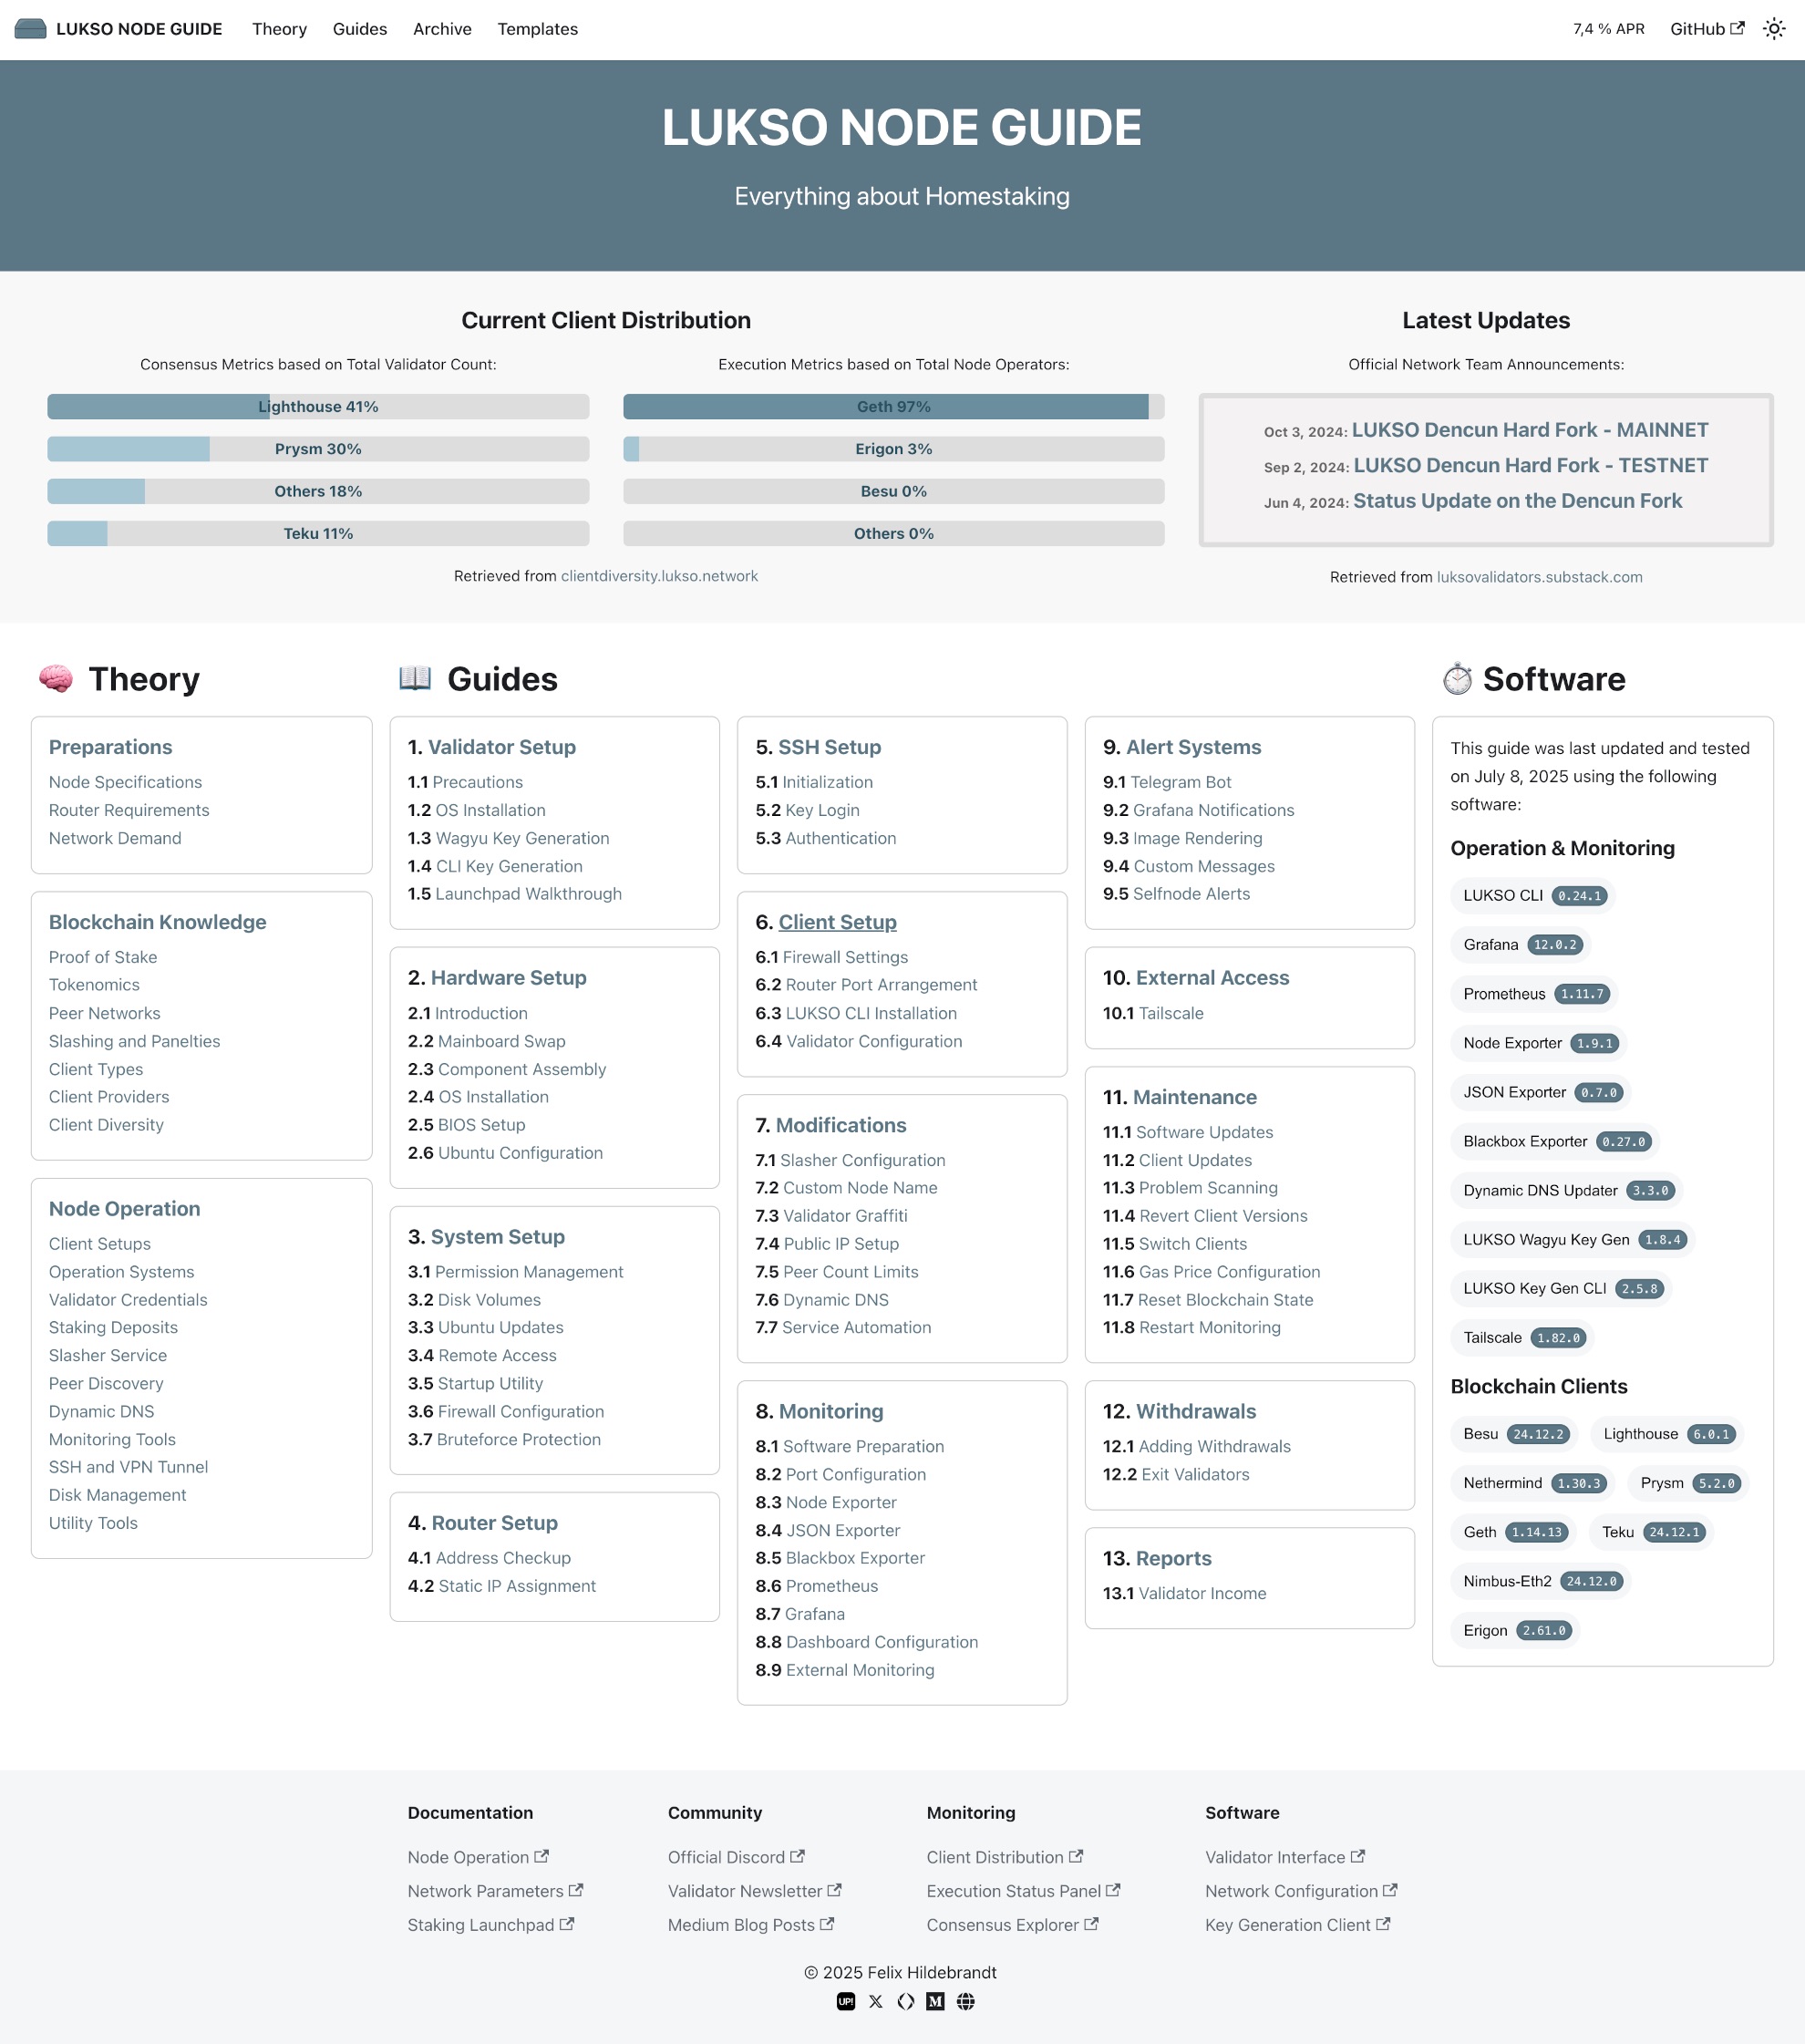 LUKSO NODE GUIDE
Theory
Guides
Archive
Templates
7,4 % APR
GitHub
LUKSO NODE GUIDE
Everything about Homestaking
Current Client Distribution
Consensus Metrics based on Total Validator Count:
Lighthouse 41%
Prysm 30%
Others 18%
Teku 11%
Execution Metrics based on Total Node Operators:
Geth 97%
Erigon 3%
Besu 0%
Others 0%
Retrieved from clientdiversity.lukso.network
Latest Updates
Official Network Team Announcements:
Oct 3, 2024: LUKSO Dencun Hard Fork - MAINNET
Sep 2, 2024: LUKSO Dencun Hard Fork - TESTNET
Jun 4, 2024: Status Update on the Dencun Fork
Retrieved from luksovalidators.substack.com
Theory
Preparations
Node Specifications
Router Requirements
Network Demand
Blockchain Knowledge
Proof of Stake
Tokenomics
Peer Networks
Slashing and Panelties
Client Types
Client Providers
Client Diversity
Node Operation
Client Setups
Operation Systems
Validator Credentials
Staking Deposits
Slasher Service
Peer Discovery
Dynamic DNS
Monitoring Tools
SSH and VPN Tunnel
Disk Management
Utility Tools
Guides
1. Validator Setup
1.1 Precautions
1.2 OS Installation
1.3 Wagyu Key Generation
1.4 CLI Key Generation
1.5 Launchpad Walkthrough
2. Hardware Setup
2.1 Introduction
2.2 Mainboard Swap
2.3 Component Assembly
2.4 OS Installation
2.5 BIOS Setup
2.6 Ubuntu Configuration
3. System Setup
3.1 Permission Management
3.2 Disk Volumes
3.3 Ubuntu Updates
3.4 Remote Access
3.5 Startup Utility
3.6 Firewall Configuration
3.7 Bruteforce Protection
4. Router Setup
4.1 Address Checkup
4.2 Static IP Assignment
5. SSH Setup
5.1 Initialization
5.2 Key Login
5.3 Authentication
6. Client Setup
6.1 Firewall Settings
6.2 Router Port Arrangement
6.3 LUKSO CLI Installation
6.4 Validator Configuration
7. Modifications
7.1 Slasher Configuration
7.2 Custom Node Name
7.3 Validator Graffiti
7.4 Public IP Setup
7.5 Peer Count Limits
7.6 Dynamic DNS
7.7 Service Automation
8. Monitoring
8.1 Software Preparation
8.2 Port Configuration
8.3 Node Exporter
8.4 JSON Exporter
8.5 Blackbox Exporter
8.6 Prometheus
8.7 Grafana
8.8 Dashboard Configuration
8.9 External Monitoring
9. Alert Systems
9.1 Telegram Bot
9.2 Grafana Notifications
9.3 Image Rendering
9.4 Custom Messages
9.5 Selfnode Alerts
10. External Access
10.1 Tailscale
11. Maintenance
11.1 Software Updates
11.2 Client Updates
11.3 Problem Scanning
11.4 Revert Client Versions
11.5 Switch Clients
11.6 Gas Price Configuration
11.7 Reset Blockchain State
11.8 Restart Monitoring
12. Withdrawals
12.1 Adding Withdrawals
12.2 Exit Validators
13. Reports
13.1 Validator Income
Software
This guide was last updated and tested
on July 8, 2025 using the following
software:
Operation & Monitoring
LUKSO CLI 0.24.1
Grafana 12.0.2
Prometheus 1.11.7
Node Exporter 1.9.1
JSON Exporter 0.7.0
Blackbox Exporter 0.27.0
Dynamic DNS Updater 3.3.0
LUKSO Wagyu Key Gen 1.8.4
LUKSO Key Gen CLI 2.5.8
Tailscale 1.82.0
Blockchain Clients
Besu 24.12.2 Lighthouse 6.0.1
Nethermind 1.30.3 Prysm 5.2.0
Geth 1.14.13 Teku 24.12.1
Nimbus-Eth2 24.12.0
Erigon 2.61.0
Documentation
Node Operation
Network Parameters
Staking Launchpad
Community
Official Discord
Validator Newsletter
Medium Blog Posts
Monitoring
Client Distribution
Execution Status Panel
Consensus Explorer
Software
Validator Interface
Network Configuration
Key Generation Client
© 2025 Felix Hildebrandt
UP!